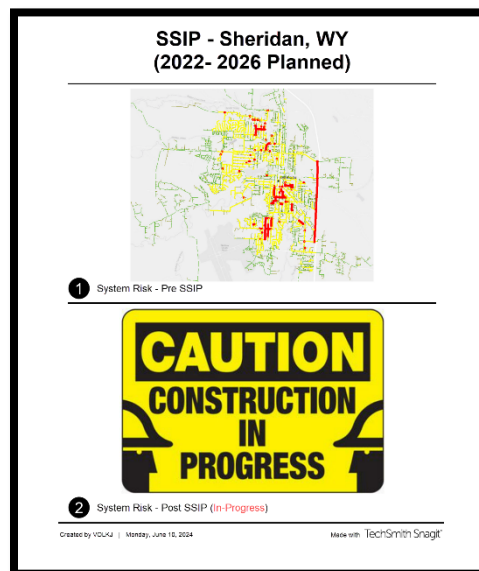 SSIP - Sheridan, WY
(2022- 2026 Planned)
1 System Risk - Pre SSIP
CAUTION
CONSTRUCTION
IN
PROGRESS
2 System Risk - Post SSIP (In-Progress)
Created by VOLKJ | Monday, June 10, 2024
Made with TechSmith Snagit™